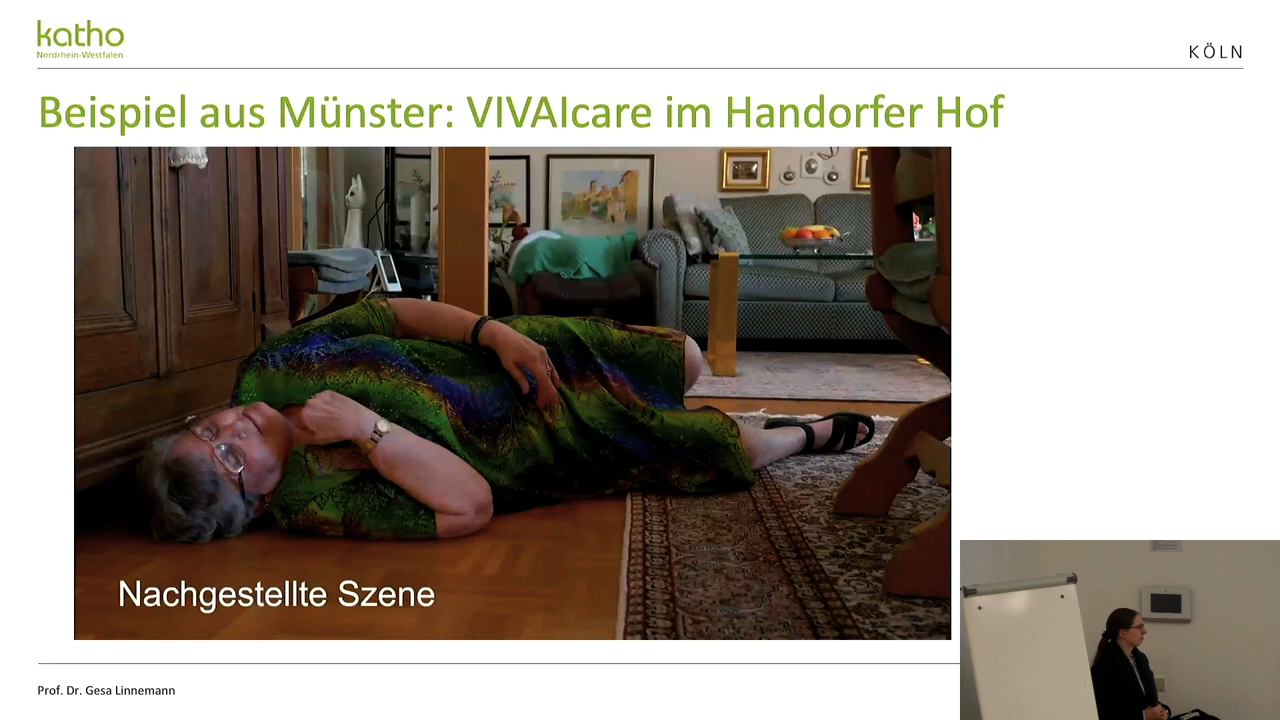 katho
Nordrhein-Westfalen
KÖLN
Beispiel aus Münster: VIVAIcare im Handorfer Hof
Nachgestellte Szene
Prof. Dr. Gesa Linnemann